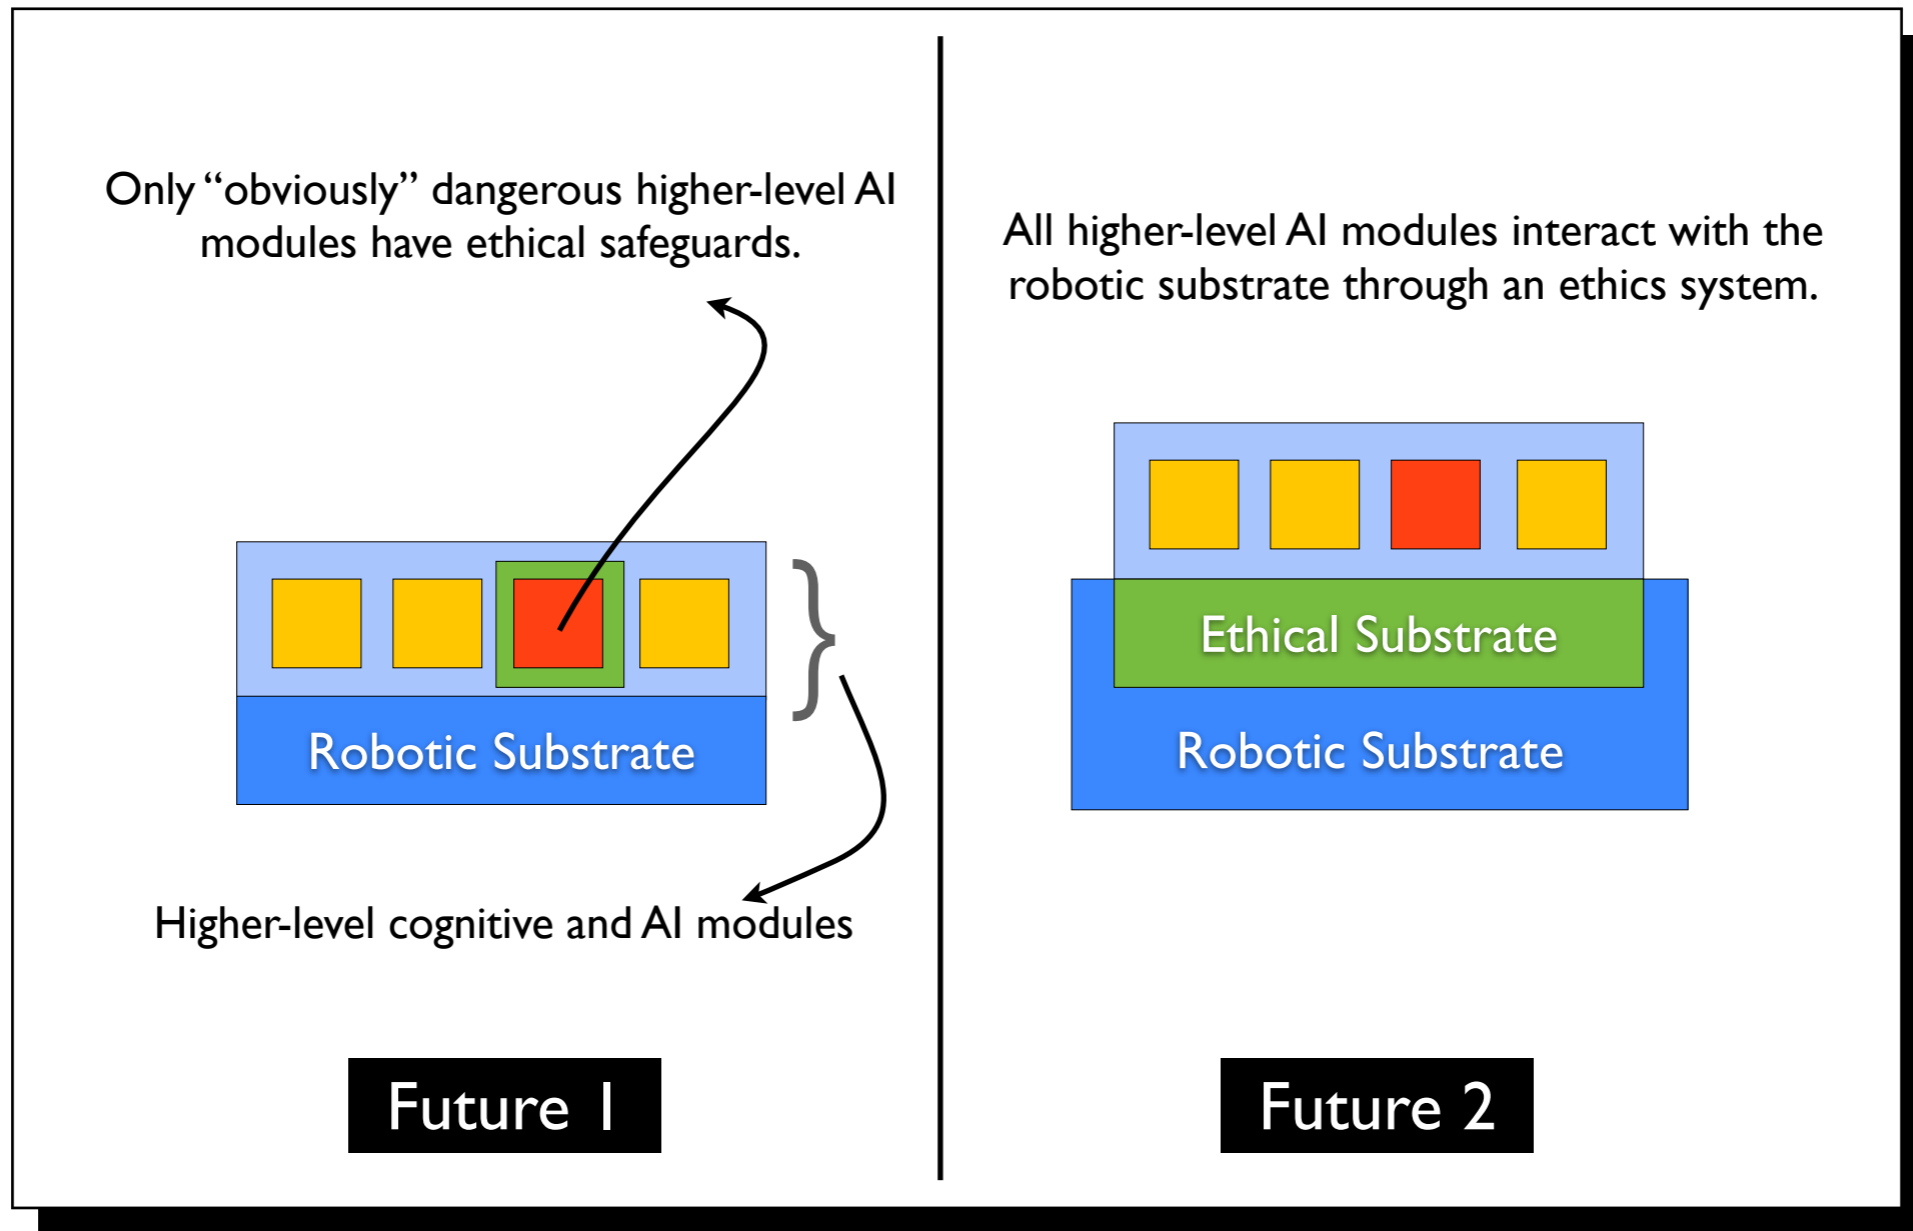 Only “obviously” dangerous higher-level AI
modules have ethical safeguards.
Robotic Substrate
Higher-level cognitive and AI modules
Future 1
All higher-level AI modules interact with the
robotic substrate through an ethics system.
Ethical Substrate
Robotic Substrate
Future 2